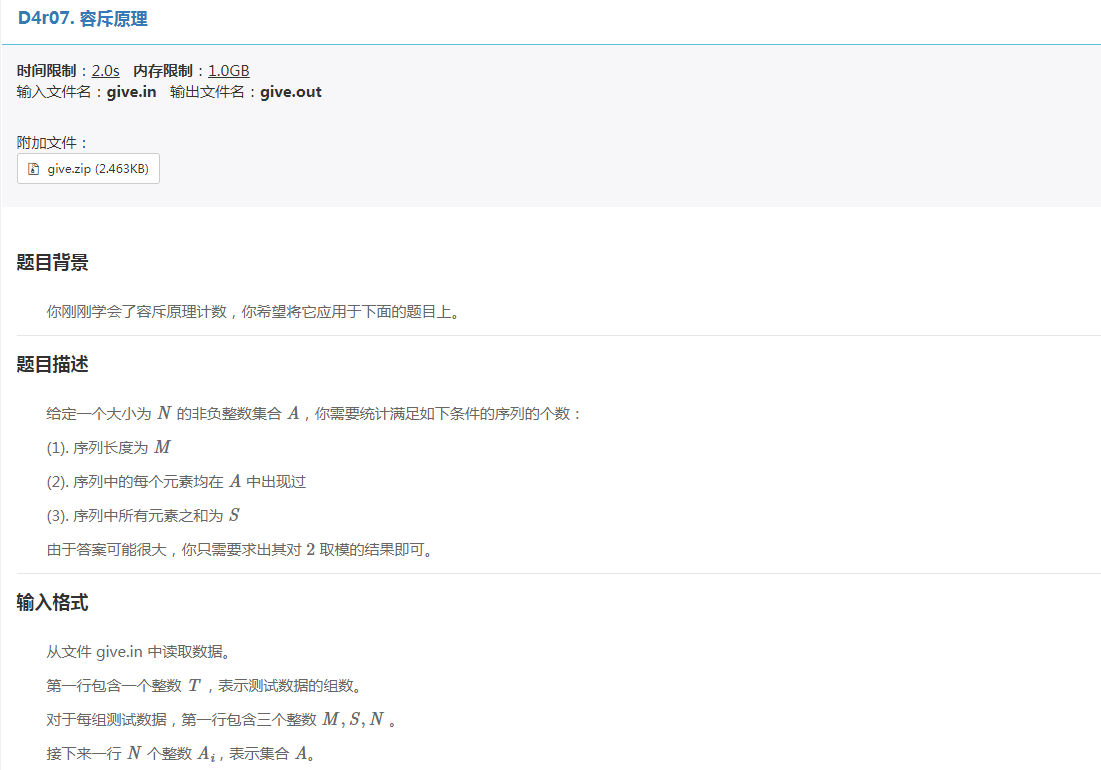 D4r07. 容斥原理
时间限制：2.0s 内存限制：1.0GB
输入文件名：give.in 输出文件名：give.out
附加文件：
give.zip (2.463KB)
题目背景
你刚刚学会了容斥原理计数，你希望将它应用于下面的题目上。
题目描述
给定一个大小为 N 的非负整数集合 A，你需要统计满足如下条件的序列的个数：
(1). 序列长度为 M
(2). 序列中的每个元素均在 A 中出现过
(3). 序列中所有元素之和为 S
由于答案可能很大，你只需要求出其对 2 取模的结果即可。
输入格式
从文件 give.in 中读取数据。
第一行包含一个整数 T ，表示测试数据的组数。
对于每组测试数据，第一行包含三个整数 M, S, N 。
接下来一行 N 个整数 Aᵢ，表示集合 A。